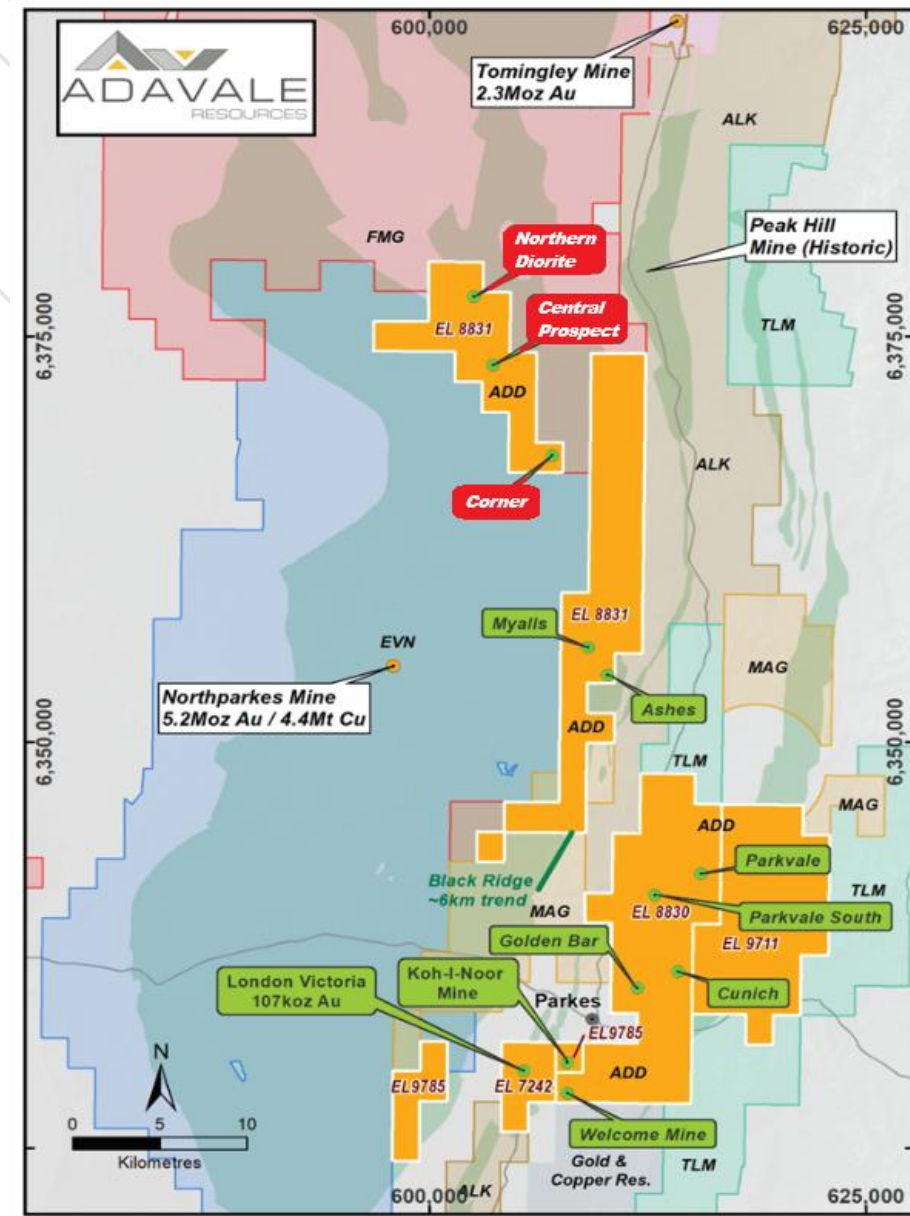 ADAVALE
RESOURCES
600,000
625,000
Tomingley Mine
2.3Moz Au
ALK
FMG
Northern
Diorite
Peak Hill
Mine (Historic)
EL 8831
Central
Prospect
TLM
6,375,000
6,375,000
ADD
ALK
Corner
EL 8831
Myalls
EVN
MAG
Northparkes Mine
5.2Moz Au / 4.4Mt Cu
Ashes
ADD
6,350,000
6,350,000
TLM
MAG
ADD
Parkvale
Black Ridge
~6km trend
TLM
MAG
EL 8830
Parkvale South
Golden Bar
EL 9711
London Victoria
107koz Au
Koh-I-Noor
Mine
Cunich
Parkes
EL9785
N
ADD
EL9785
EL 7242
0
5
10
Kilometres
Welcome Mine
Gold &
Copper Res.
TLM
ALK
600,000
625,000